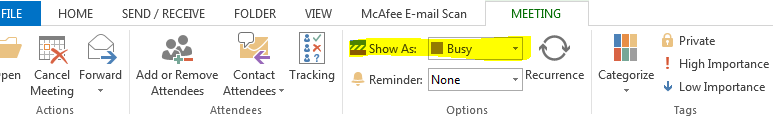 FILE HOME SEND / RECEIVE FOLDER VIEW McAfee E-mail Scan MEETING
Open Cancel Meeting Forward Add or Remove Attendees Contact Attendees Tracking
Show As: Busy
Reminder: None
Recurrence
Categorize
Private
High Importance
Low Importance
Actions Attendees Options Tags